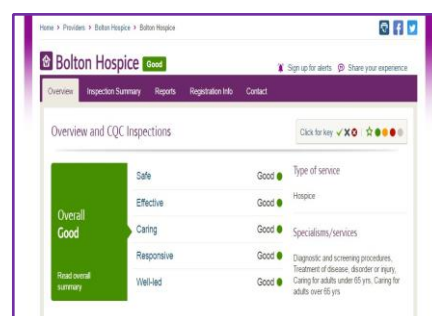 Home > Providers > Bolton Hospice > Bolton Hospice
Bolton Hospice Good
Sign up for alerts Share your experience
Overview Inspection Summary Reports Registration Info Contact
Overview and CQC Inspections
Click for key
Overall
Good
Read overall
summary
Safe Good
Effective Good
Caring Good
Responsive Good
Well-led Good
Type of service
Hospice
Specialisms/services
Diagnostic and screening procedures,
Treatment of disease, disorder or injury,
Caring for adults under 65 yrs, Caring for
adults over 65 yrs